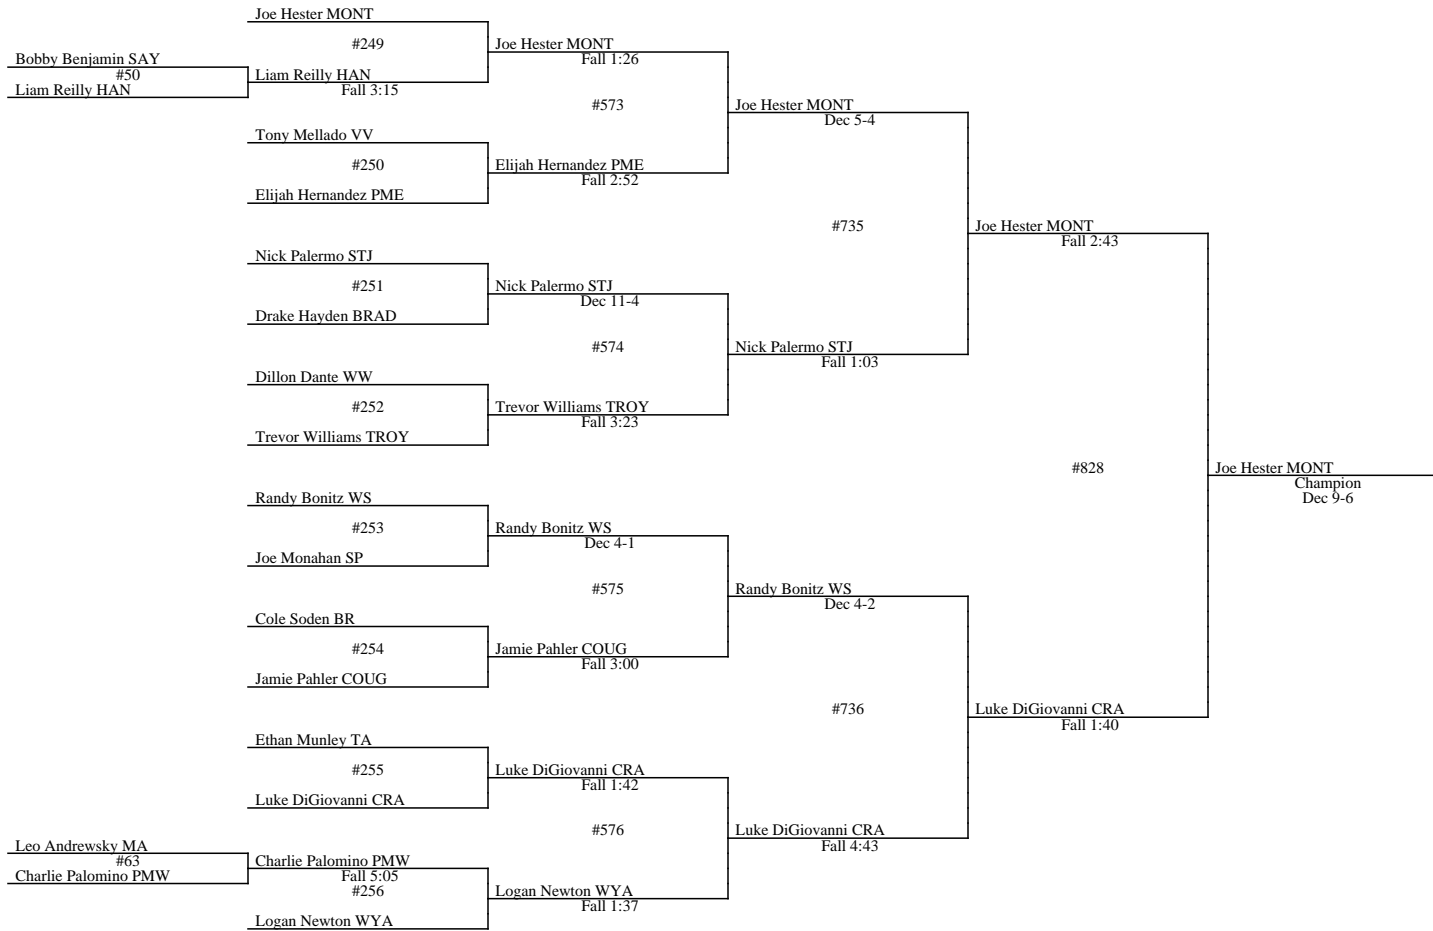 Joe Hester MONT
#249
Joe Hester MONT
Fall 1:26
Bobby Benjamin SAY
#50
Liam Reilly HAN
Liam Reilly HAN
Fall 3:15
#573
Joe Hester MONT
Dec 5-4
Tony Mellado VV
#250
Elijah Hernandez PME
Fall 2:52
Elijah Hernandez PME
#735
Joe Hester MONT
Fall 2:43
Nick Palermo STJ
#251
Nick Palermo STJ
Dec 11-4
Drake Hayden BRAD
#574
Nick Palermo STJ
Fall 1:03
Dillon Dante WW
#252
Trevor Williams TROY
Fall 3:23
Trevor Williams TROY
#828
Joe Hester MONT
Champion
Dec 9-6
Randy Bonitz WS
#253
Randy Bonitz WS
Dec 4-1
Joe Monahan SP
#575
Randy Bonitz WS
Dec 4-2
Cole Soden BR
#254
Jamie Pahler COUG
Fall 3:00
Jamie Pahler COUG
#736
Luke DiGiovanni CRA
Fall 1:40
Ethan Munley TA
#255
Luke DiGiovanni CRA
Fall 1:42
Luke DiGiovanni CRA
#576
Luke DiGiovanni CRA
Fall 4:43
Leo Andrewsky MA
#63
Charlie Palomino PMW
Charlie Palomino PMW
Fall 5:05
#256
Logan Newton WYA
Fall 1:37
Logan Newton WYA